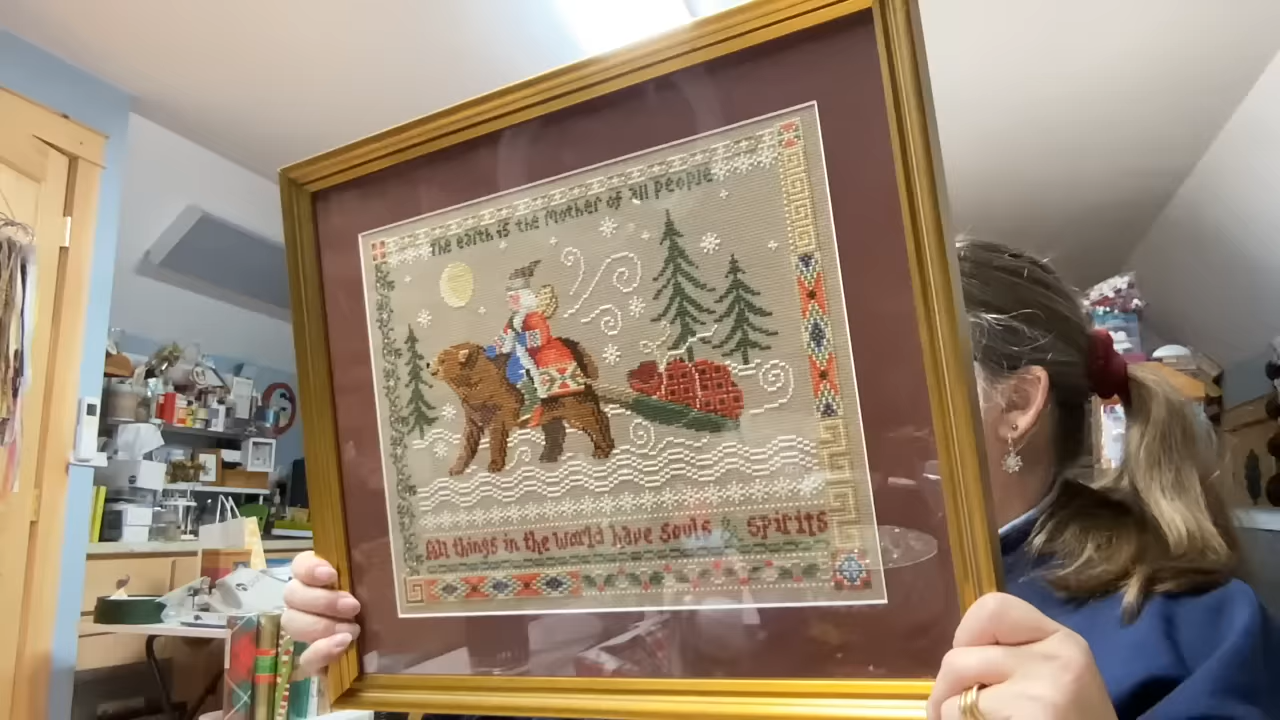 The earth is the Mother of all people
All things in the World have Souls & Spirits